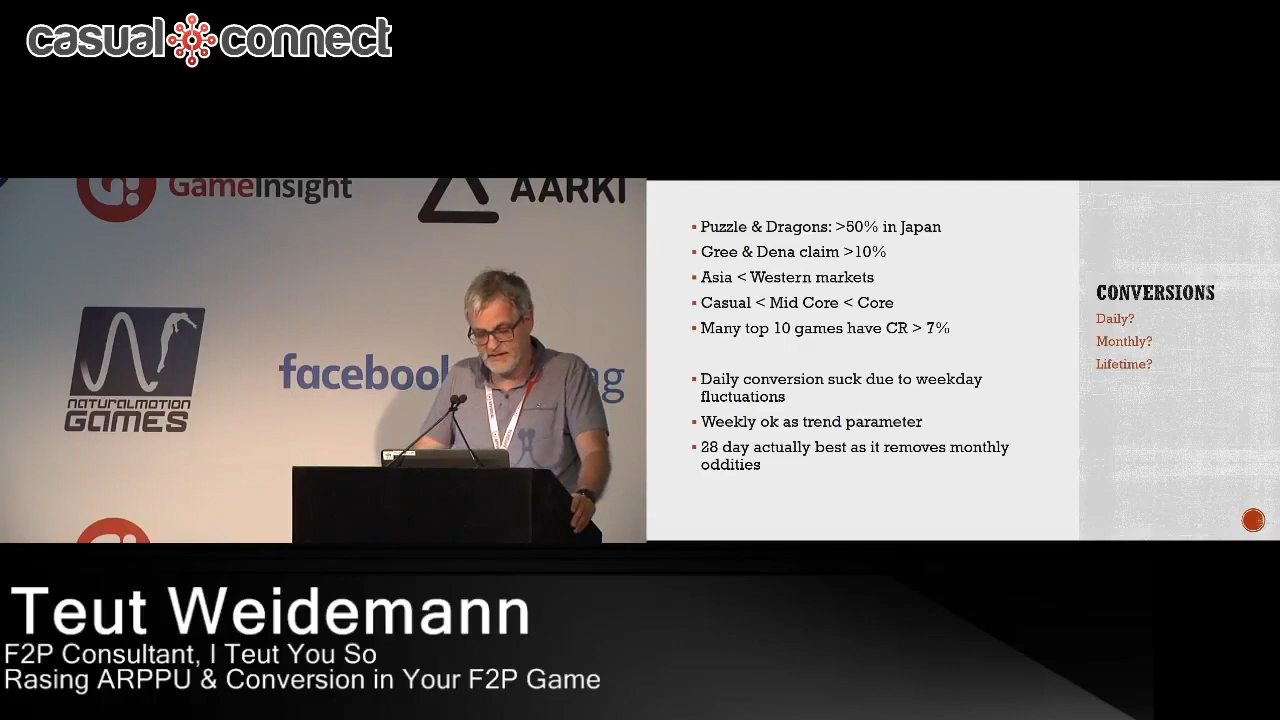 casual connect
GameInsight
AARKI
NATURALMOTION
GAMES
facebook
ng
▪ Puzzle & Dragons: >50% in Japan
▪ Gree & Dena claim >10%
▪ Asia < Western markets
▪ Casual < Mid Core < Core
▪ Many top 10 games have CR > 7%
▪ Daily conversion suck due to weekday
fluctuations
▪ Weekly ok as trend parameter
▪ 28 day actually best as it removes monthly
oddities
CONVERSIONS
Daily?
Monthly?
Lifetime?
Teut Weidemann
F2P Consultant, I Teut You So
Rasing ARPPU & Conversion in Your F2P Game